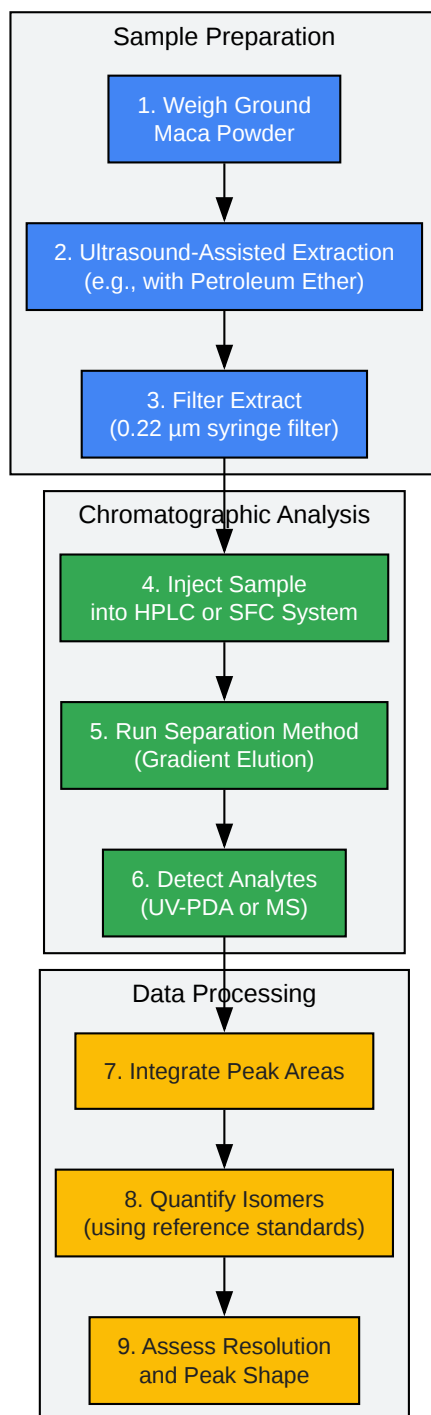 Sample Preparation
1. Weigh Ground
Maca Powder
2. Ultrasound-Assisted Extraction
(e.g., with Petroleum Ether)
3. Filter Extract
(0.22 µm syringe filter)
Chromatographic Analysis
4. Inject Sample
into HPLC or SFC System
5. Run Separation Method
(Gradient Elution)
6. Detect Analytes
(UV-PDA or MS)
Data Processing
7. Integrate Peak Areas
8. Quantify Isomers
(using reference standards)
9. Assess Resolution
and Peak Shape